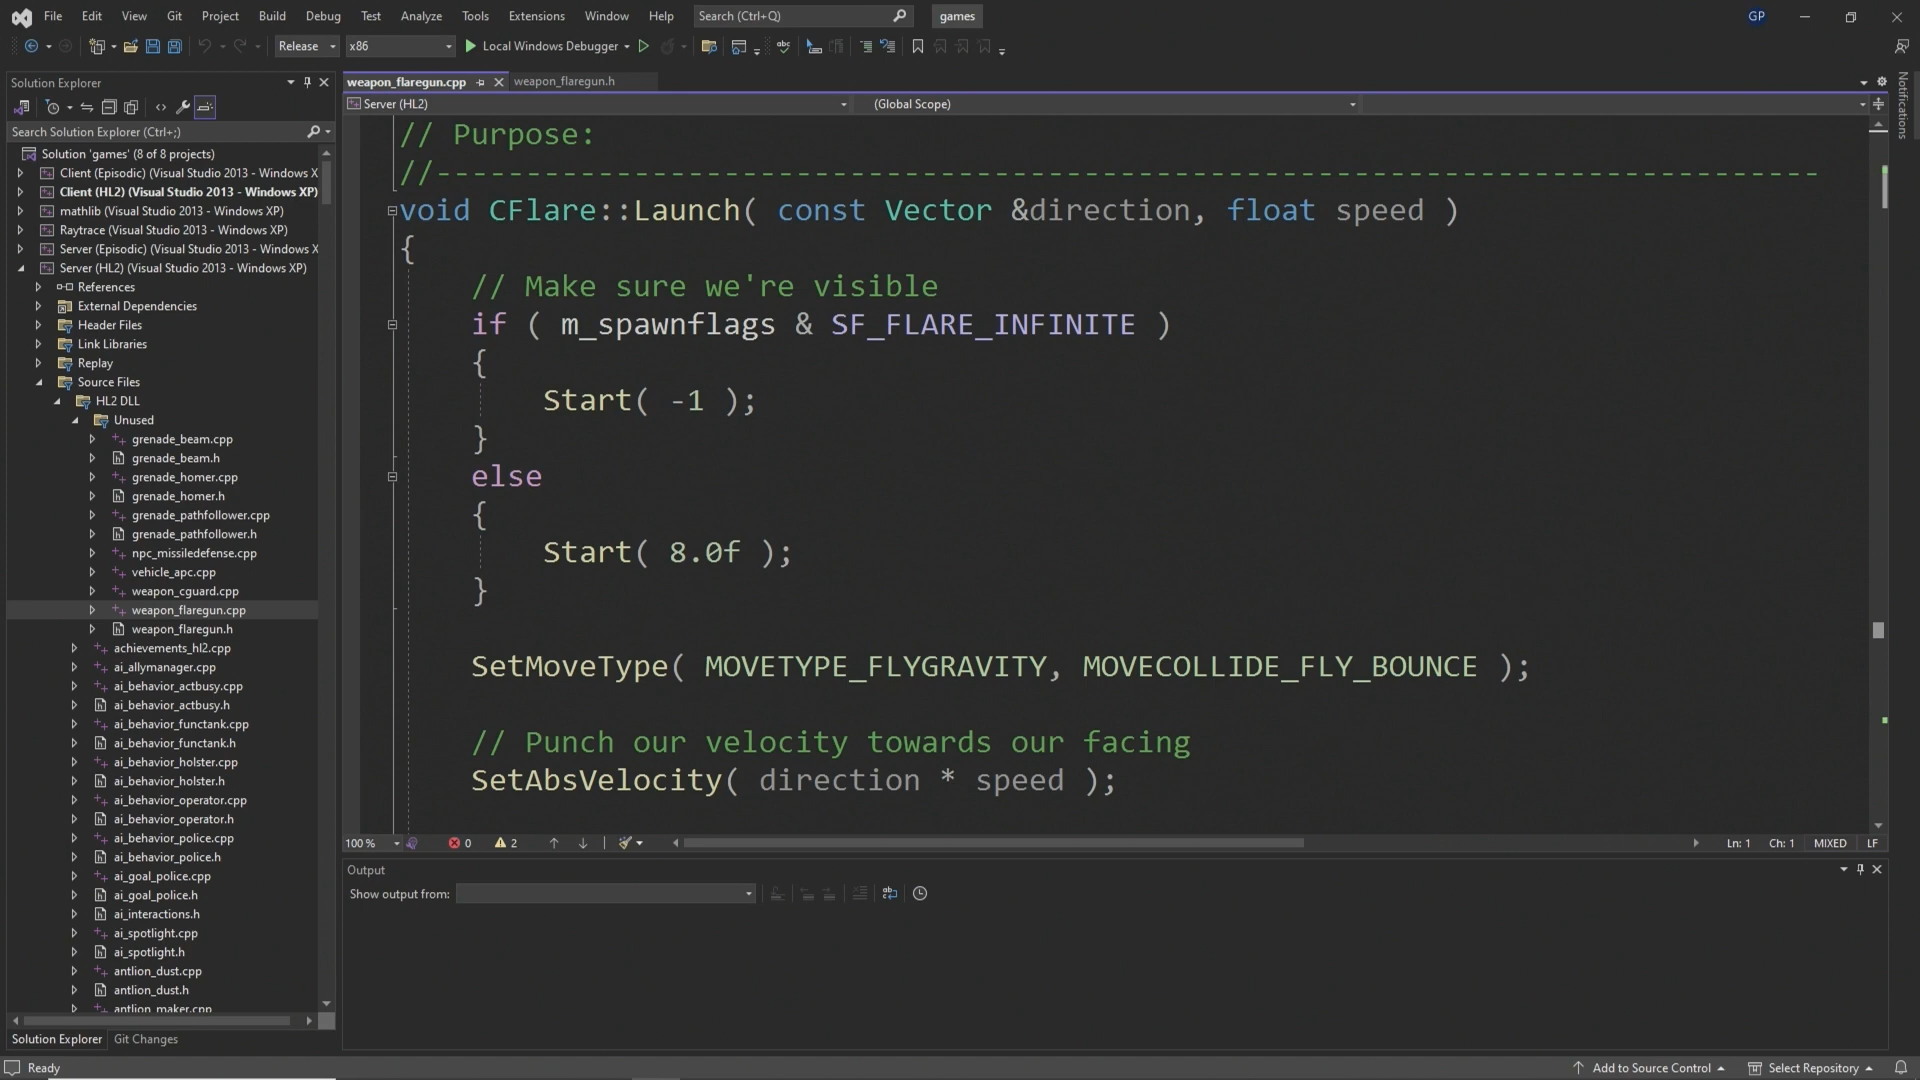 File Edit View Git Project Build Debug Test Analyze Tools Extensions Window Help Search (Ctrl+Q) games GP
Release x86 Local Windows Debugger
Solution Explorer
Search Solution Explorer (Ctrl+;)
Solution 'games' (8 of 8 projects)
Client (Episodic) (Visual Studio 2013 - Windows X
Client (HL2) (Visual Studio 2013 - Windows XP)
mathlib (Visual Studio 2013 - Windows XP)
Raytrace (Visual Studio 2013 - Windows XP)
Server (Episodic) (Visual Studio 2013 - Windows X
Server (HL2) (Visual Studio 2013 - Windows XP)
References
External Dependencies
Header Files
Link Libraries
Replay
Source Files
HL2 DLL
Unused
grenade_beam.cpp
grenade_beam.h
grenade_homer.cpp
grenade_homer.h
grenade_pathfollower.cpp
grenade_pathfollower.h
npc_missiledefense.cpp
vehicle_apc.cpp
weapon_cguard.cpp
weapon_flaregun.cpp
weapon_flaregun.h
achievements_hl2.cpp
ai_allymanager.cpp
ai_behavior_actbusy.cpp
ai_behavior_actbusy.h
ai_behavior_functank.cpp
ai_behavior_functank.h
ai_behavior_holster.cpp
ai_behavior_holster.h
ai_behavior_operator.cpp
ai_behavior_operator.h
ai_behavior_police.cpp
ai_behavior_police.h
ai_goal_police.cpp
ai_goal_police.h
ai_interactions.h
ai_spotlight.cpp
ai_spotlight.h
antlion_dust.cpp
antlion_dust.h
antlion_maker.cpp
Solution Explorer Git Changes
weapon_flaregun.cpp weapon_flaregun.h
Server (HL2) (Global Scope)
// Purpose:
//-----------------------------------------------------------------------------
void CFlare::Launch( const Vector &direction, float speed )
{
// Make sure we're visible
if ( m_spawnflags & SF_FLARE_INFINITE )
{
Start( -1 );
}
else
{
Start( 8.0f );
}
SetMoveType( MOVETYPE_FLYGRAVITY, MOVECOLLIDE_FLY_BOUNCE );
// Punch our velocity towards our facing
SetAbsVelocity( direction * speed );
100 % 0 2 Ln: 1 Ch: 1 MIXED LF
Output
Show output from:
Notifications
Ready Add to Source Control Select Repository